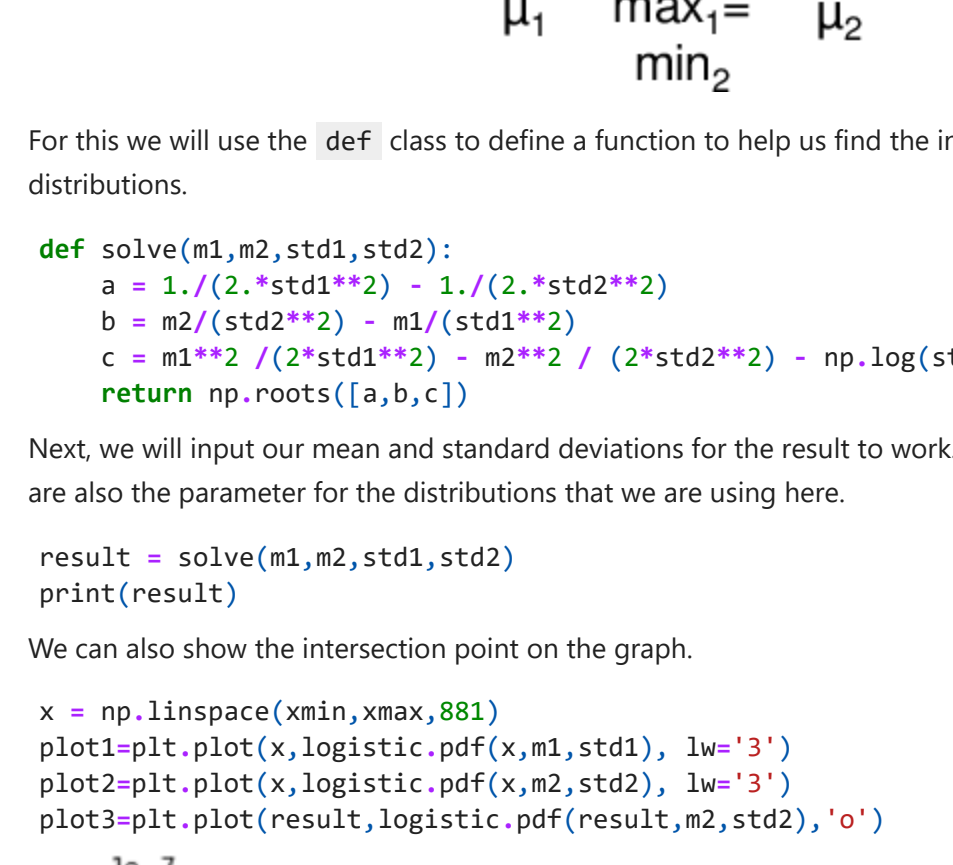 μ₁ max₁= μ₂
min₂
For this we will use the def class to define a function to help us find the
distributions.
def solve(m1,m2,std1,std2):
    a = 1./(2.*std1**2) - 1./(2.*std2**2)
    b = m2/(std2**2) - m1/(std1**2)
    c = m1**2 /(2*std1**2) - m2**2 / (2*std2**2) - np.log(
    return np.roots([a,b,c])
Next, we will input our mean and standard deviations for the result to work
are also the parameter for the distributions that we are using here.
result = solve(m1,m2,std1,std2)
print(result)
We can also show the intersection point on the graph.
x = np.linspace(xmin,xmax,881)
plot1=plt.plot(x,logistic.pdf(x,m1,std1), lw='3')
plot2=plt.plot(x,logistic.pdf(x,m2,std2), lw='3')
plot3=plt.plot(result,logistic.pdf(result,m2,std2),'o')